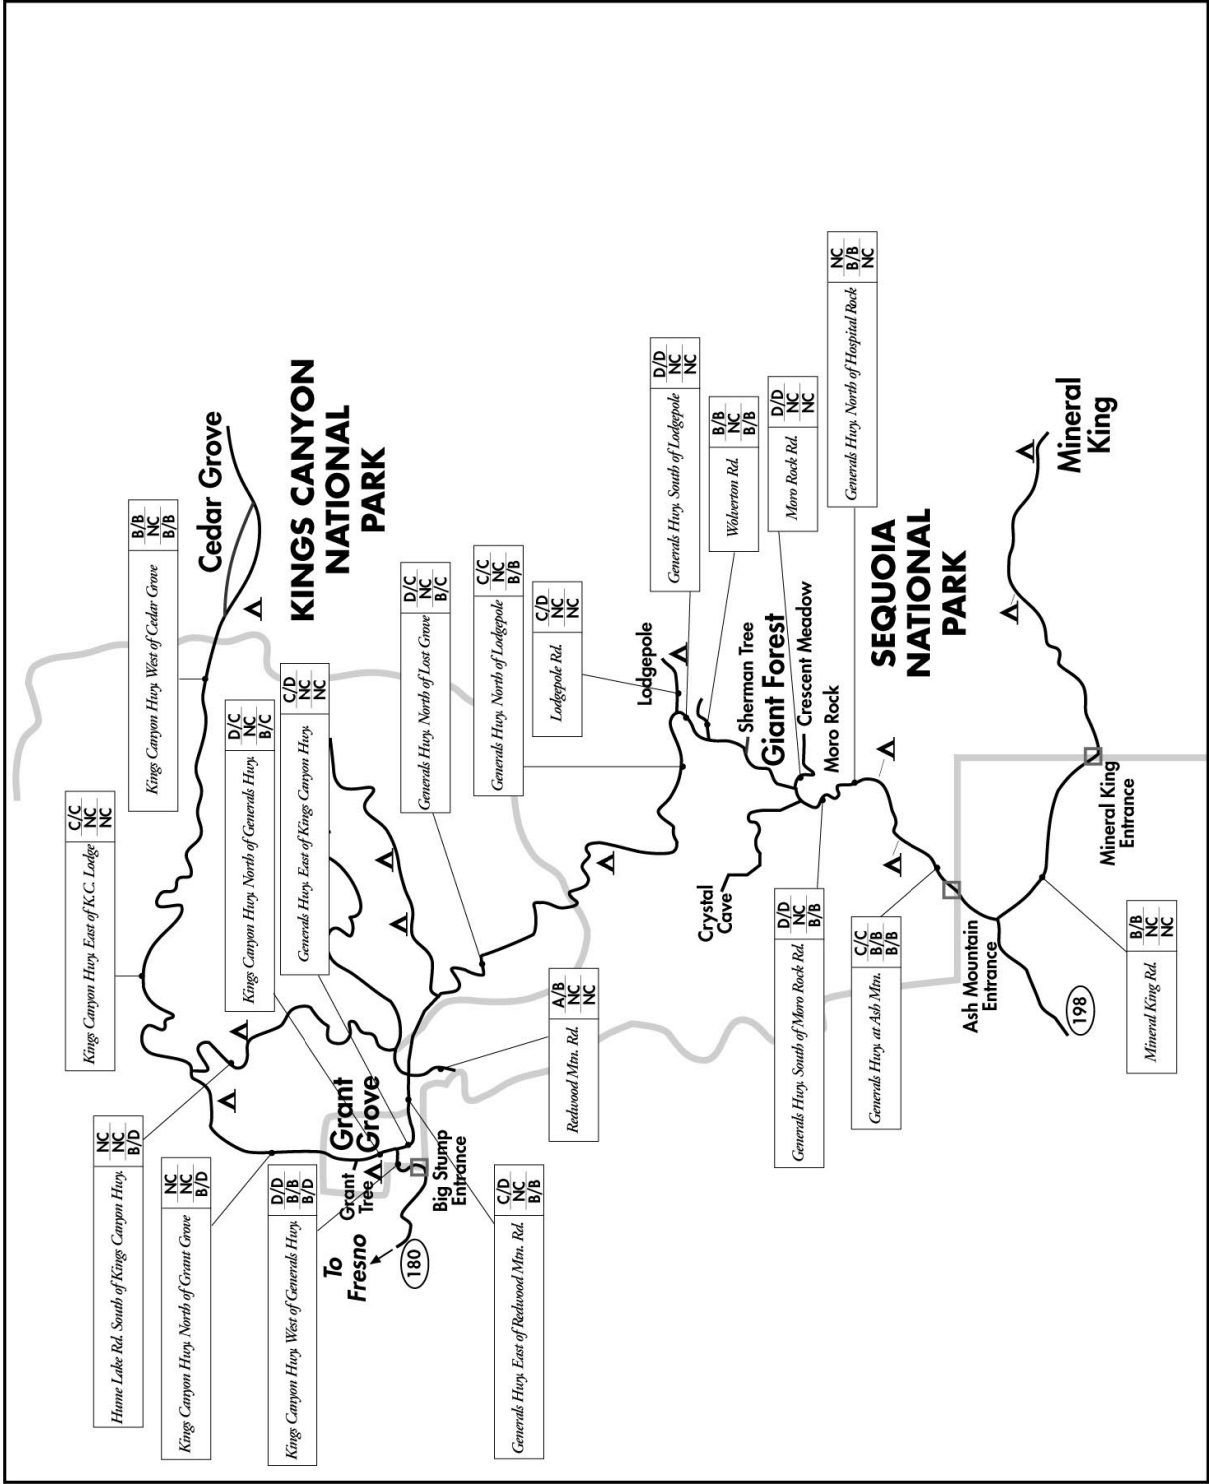 Kings Canyon Hwy. East of K.C. Lodge
C/C
NC
NC
Hume Lake Rd. South of Kings Canyon Hwy.
NC
NC
B/D
Kings Canyon Hwy. West of Cedar Grove
B/B
NC
B/B
Kings Canyon Hwy. North of Grant Grove
NC
NC
B/D
Cedar Grove
Kings Canyon Hwy. North of Generals Hwy.
D/C
NC
B/C
Kings Canyon Hwy. West of Generals Hwy.
D/D
B/B
B/D
Generals Hwy. East of Kings Canyon Hwy.
C/D
NC
NC
KINGS CANYON
NATIONAL
PARK
To
Fresno
180
Grant
Tree
Grant
Grove
Generals Hwy. North of Lost Grove
D/C
NC
B/C
Big Stump
Entrance
Generals Hwy. North of Lodgepole
C/C
NC
B/B
Generals Hwy. East of Redwood Mtn. Rd.
C/D
NC
B/B
Lodgepole Rd.
C/D
NC
NC
Redwood Mtn. Rd.
A/B
NC
NC
Lodgepole
Generals Hwy. South of Lodgepole
D/D
NC
NC
Crystal
Cave
Wolverton Rd.
B/B
NC
B/B
Sherman Tree
Giant Forest
Moro Rock Rd.
D/D
NC
NC
Generals Hwy. South of Moro Rock Rd.
D/D
NC
B/B
Crescent Meadow
Moro Rock
Generals Hwy. North of Hospital Rock
NC
B/B
NC
Generals Hwy. at Ash Mtn.
C/C
B/B
B/B
SEQUOIA
NATIONAL
PARK
Ash Mountain
Entrance
198
Mineral
King
Mineral King
Entrance
Mineral King Rd.
B/B
NC
NC